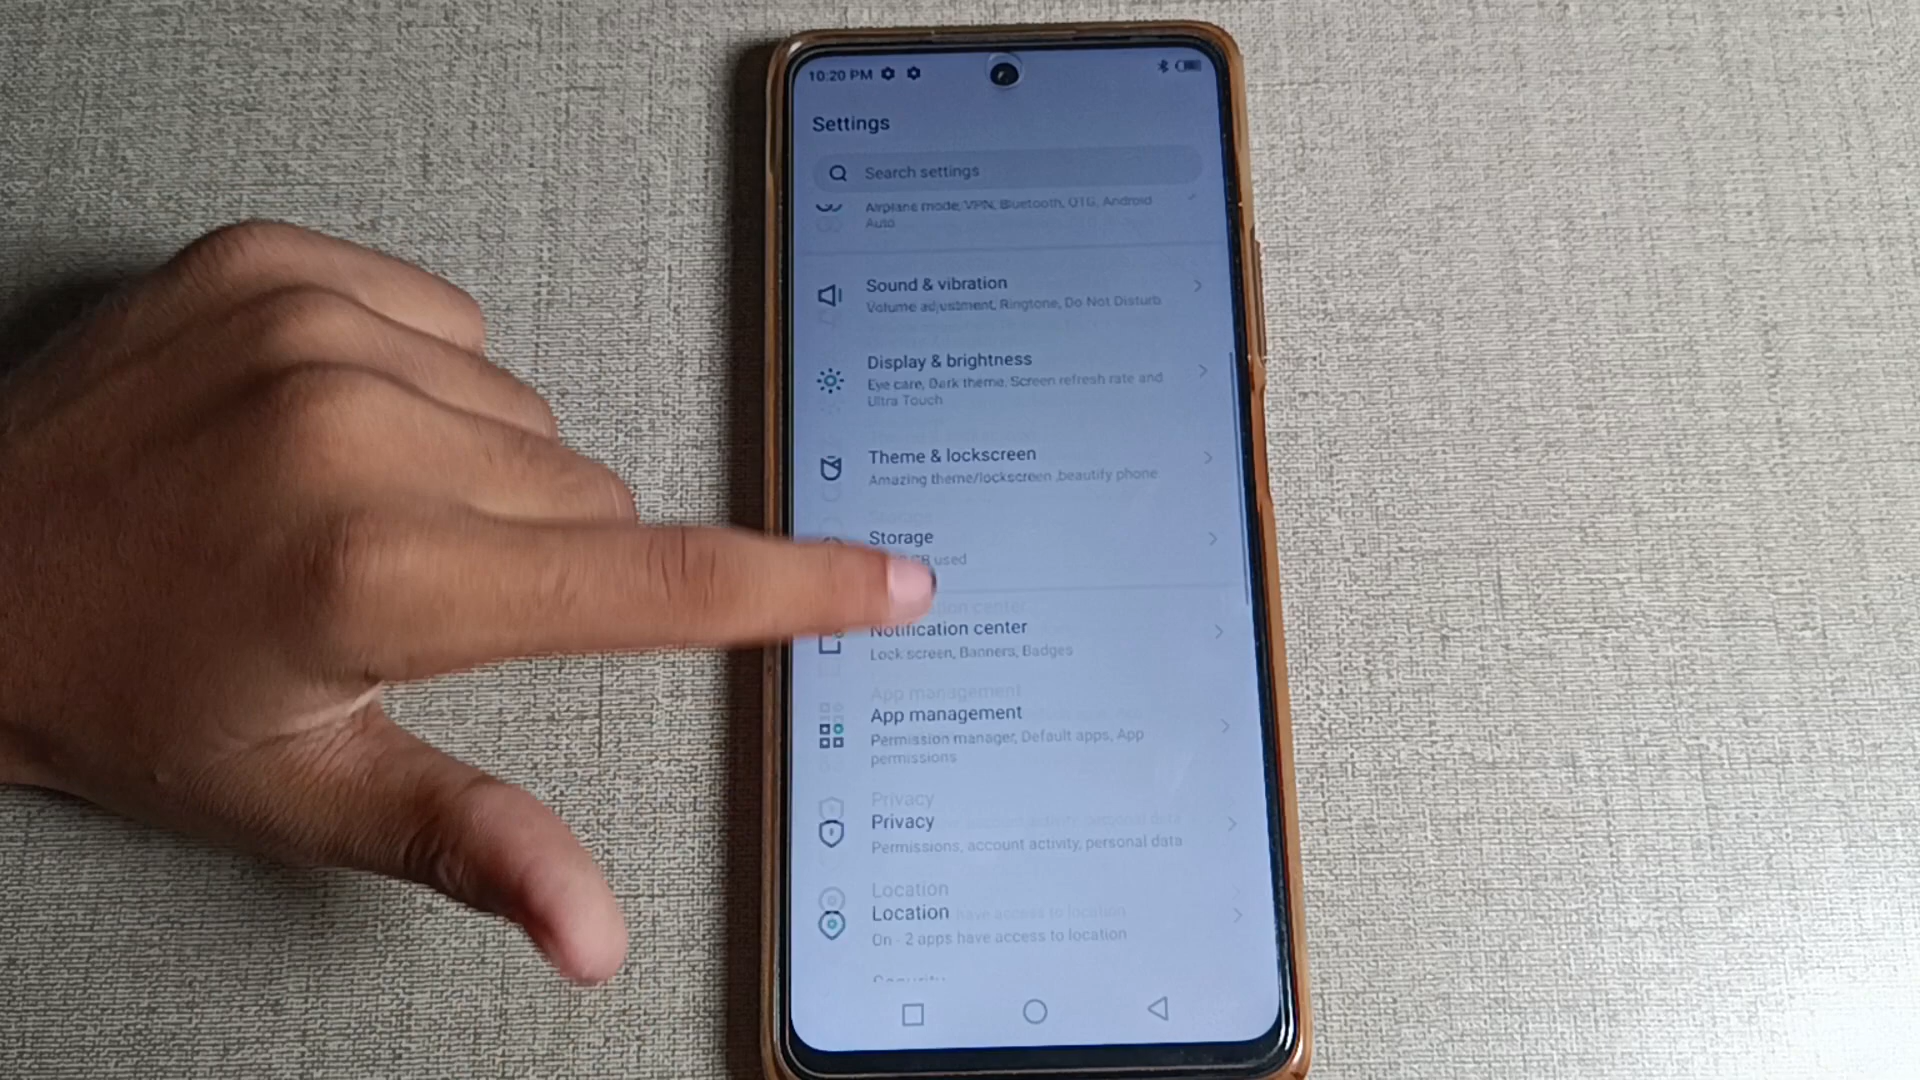 10:20 PM
Settings
Search settings
Airplane mode, VPN, Bluetooth, OTG, Android
Auto
Sound & vibration
Volume adjustment, Ringtone, Do Not Disturb
Display & brightness
Eye care, Dark theme, Screen refresh rate and
Ultra Touch
Theme & lockscreen
Amazing theme/lockscreen ,beautify phone
Storage
GB used
Notification center
Lock screen, Banners, Badges
App management
Permission manager, Default apps, App
permissions
Privacy
Permissions, account activity, personal data
Location
On - 2 apps have access to location